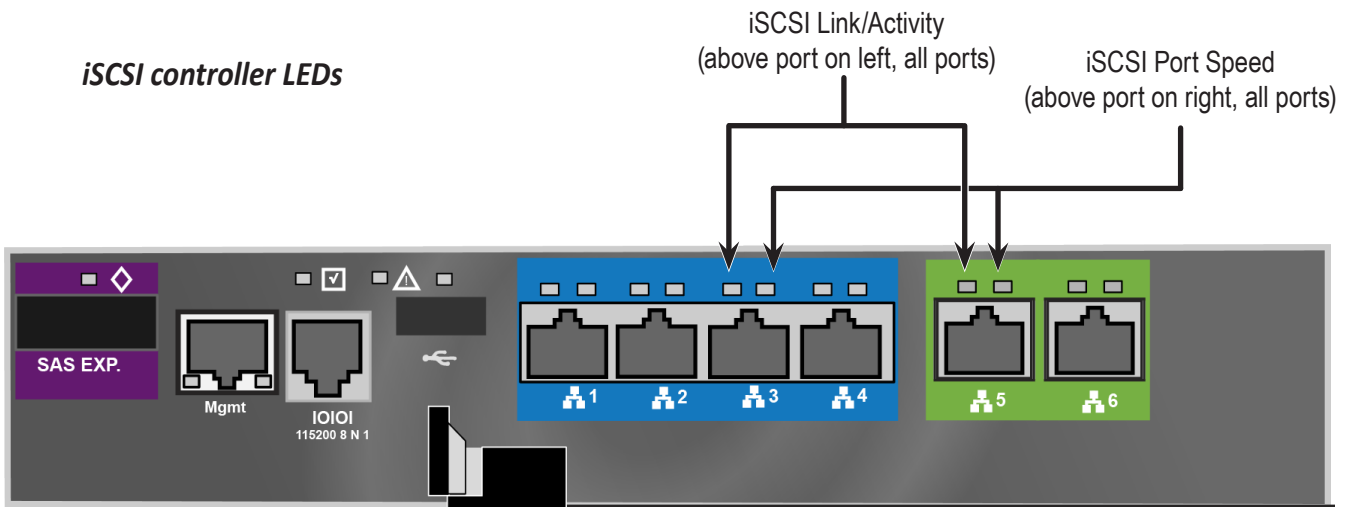 iSCSI controller LEDs
iSCSI Link/Activity
(above port on left, all ports)
iSCSI Port Speed
(above port on right, all ports)
SAS EXP.
Mgmt
IOIOI
115200 8 N 1
1
2
3
4
5
6